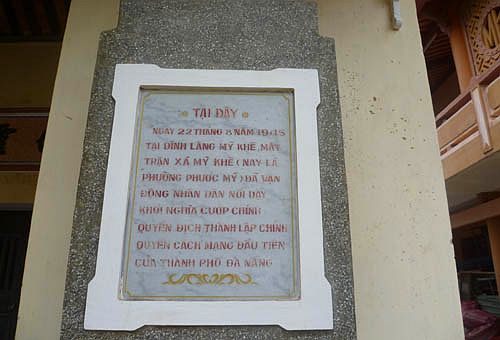 TẠI ĐÂY
NGÀY 22 THÁNG 8 NĂM 1945
TẠI ĐÌNH LÀNG MỸ KHÊ, MẶT
TRẬN XÃ MỸ KHÊ (NAY LÀ
PHƯỜNG PHƯỚC MỸ) ĐÃ VẬN
ĐỘNG NHÂN DÂN NỔI DẬY
KHỞI NGHĨA CƯỚP CHÍNH
QUYỀN ĐỊCH THÀNH LẬP CHÍNH
QUYỀN CÁCH MẠNG ĐẦU TIÊN
CỦA THÀNH PHỐ ĐÀ NẴNG